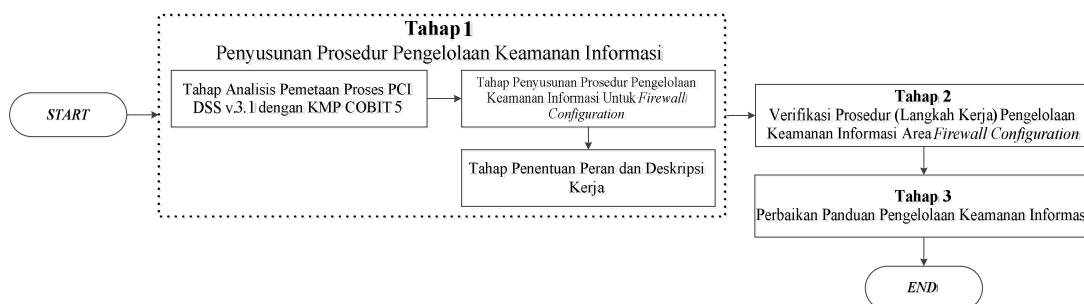 Tahap 1
Penyusunan Prosedur Pengelolaan Keamanan Informasi
START
Tahap Analisis Pemetaan Proses PCI
DSS v.3.1 dengan KMP COBIT 5
Tahap Penyusunan Prosedur Pengelolaan
Keamanan Informasi Untuk Firewall
Configuration
Tahap Penentuan Peran dan Deskripsi
Kerja
Tahap 2
Verifikasi Prosedur (Langkah Kerja) Pengelolaan
Keamanan Informasi Area Firewall Configuration
Tahap 3
Perbaikan Panduan Pengelolaan Keamanan Informasi
END